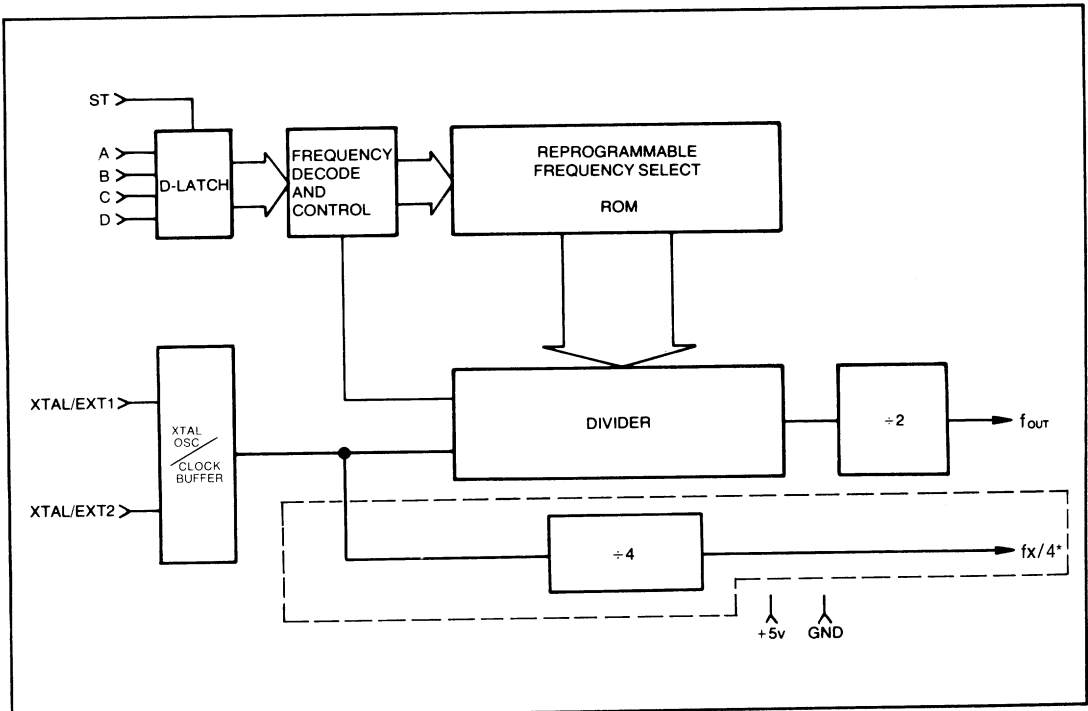 ST
A
B
C
D
D-LATCH
FREQUENCY
DECODE
AND
CONTROL
REPROGRAMMABLE
FREQUENCY SELECT
ROM
XTAL/EXT1
XTAL/EXT2
XTAL
OSC
CLOCK
BUFFER
DIVIDER
÷2
fOUT
÷4
fx/4*
+5v
GND